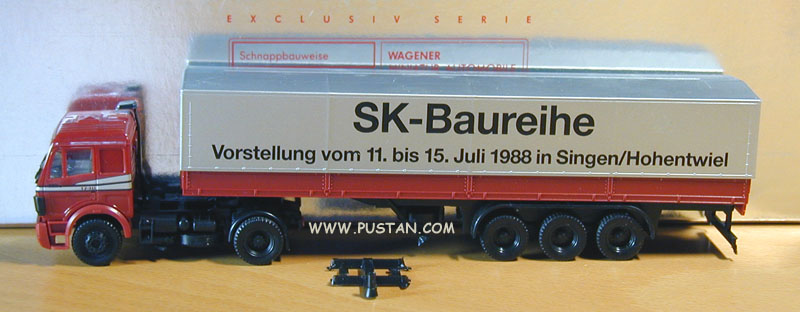 EXCLUSIV SERIE
Schnappbauweise
WAGENER
AUTOMOBILE
SK-Baureihe
Vorstellung vom 11. bis 15. Juli 1988 in Singen/Hohentwiel
WWW.PUSTAN.COM